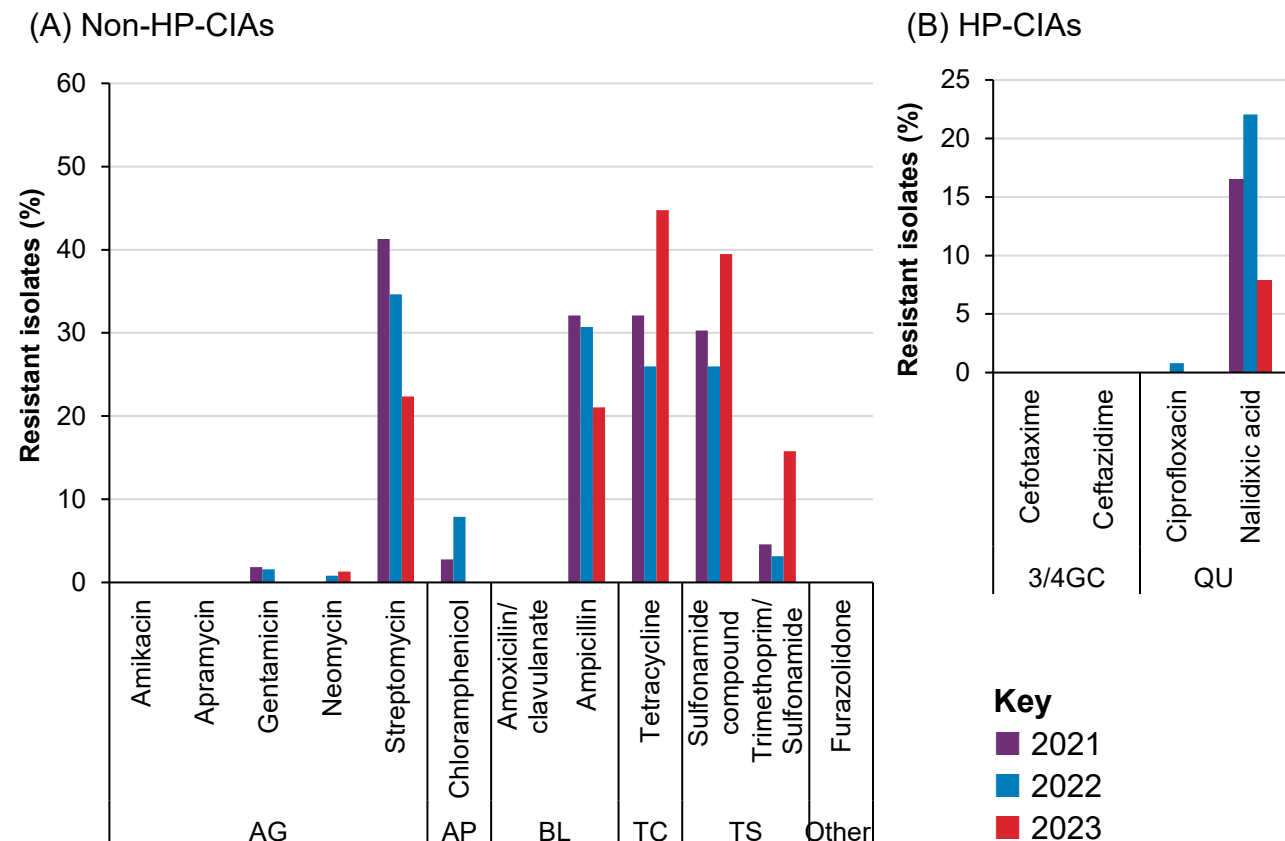 (A) Non-HP-CIAs
Resistant isolates (%)
60
50
40
30
20
10
0
Amikacin
Apramycin
Gentamicin
Neomycin
Streptomycin
Chloramphenicol
Amoxicilin/
clavulanate
Ampicillin
Tetracycline
Sulfonamide
compound
Trimethoprim/
Sulfonamide
Furazolidone
AG
AP
BL
TC
TS
Other
(B) HP-CIAs
Resistant isolates (%)
25
20
15
10
5
0
Cefotaxime
Ceftazidime
Ciprofloxacin
Nalidixic acid
3/4GC
QU
Key
2021
2022
2023